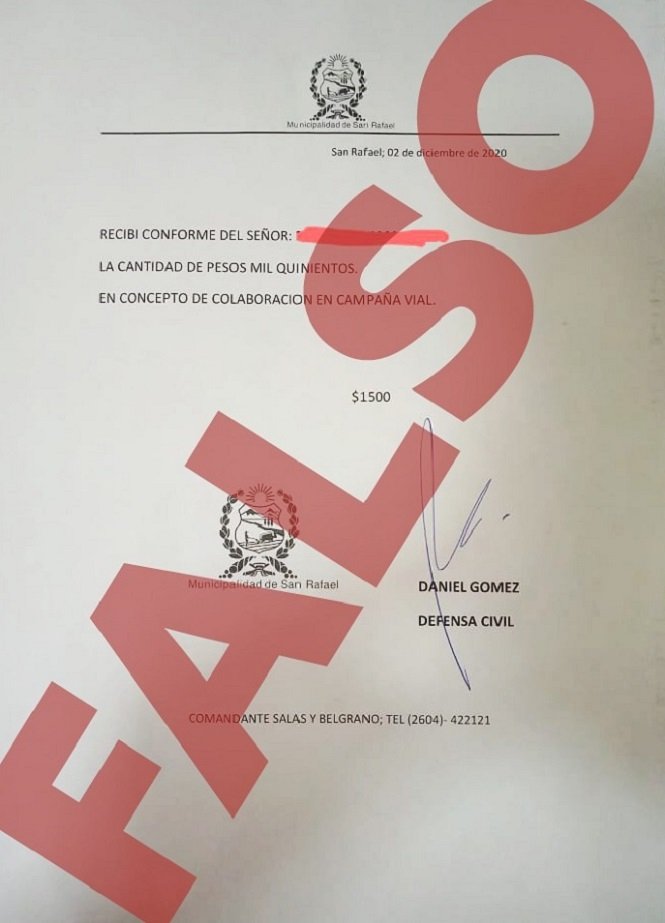 Municipalidad de San Rafael
San Rafael; 02 de diciembre de 2020
RECIBI CONFORME DEL SEÑOR:
LA CANTIDAD DE PESOS MIL QUINIENTOS.
EN CONCEPTO DE COLABORACION EN CAMPAÑA VIAL.
$1500
Municipalidad de San Rafael
DANIEL GOMEZ
DEFENSA CIVIL
COMANDANTE SALAS Y BELGRANO; TEL (2604)- 422121
FALSO